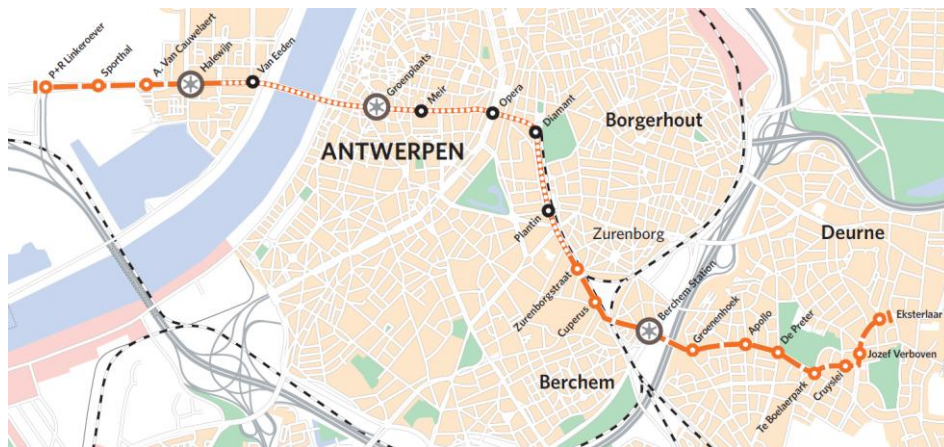 P+R Linkeroever
Sporthal
A. Van Cauwelaert
Halewijn
Van Eeden
Groenplaats
Meir
Opera
Diamant
Borgerhout
ANTWERPEN
Plantin
Zurenborg
Deurne
Zurenborgstraat
Cuperus
Berchem Station
Groenenhoek
Apollo
De Preter
Eksterlaar
Jozef Verboven
Te Boelaerpark
Cruyslei
Berchem